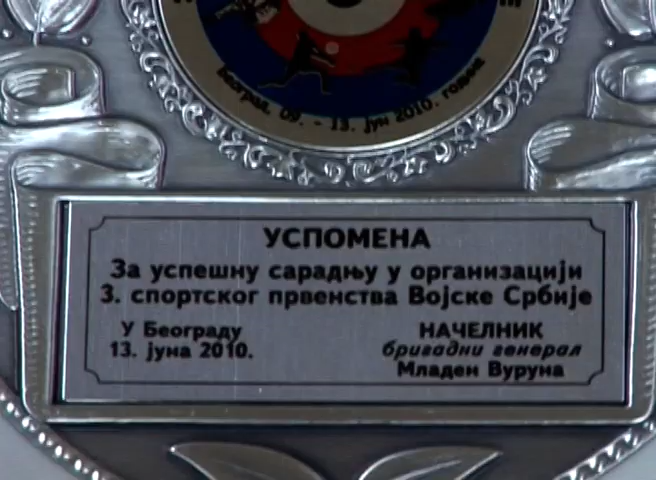 Београд, 09. - 13. јун 2010. године
УСПОМЕНА
За успешну сарадњу у организацији
3. спортског првенства Војске Србије
У Београду
13. јуна 2010.
НАЧЕЛНИК
бригадни генерал
Младен Вуруна